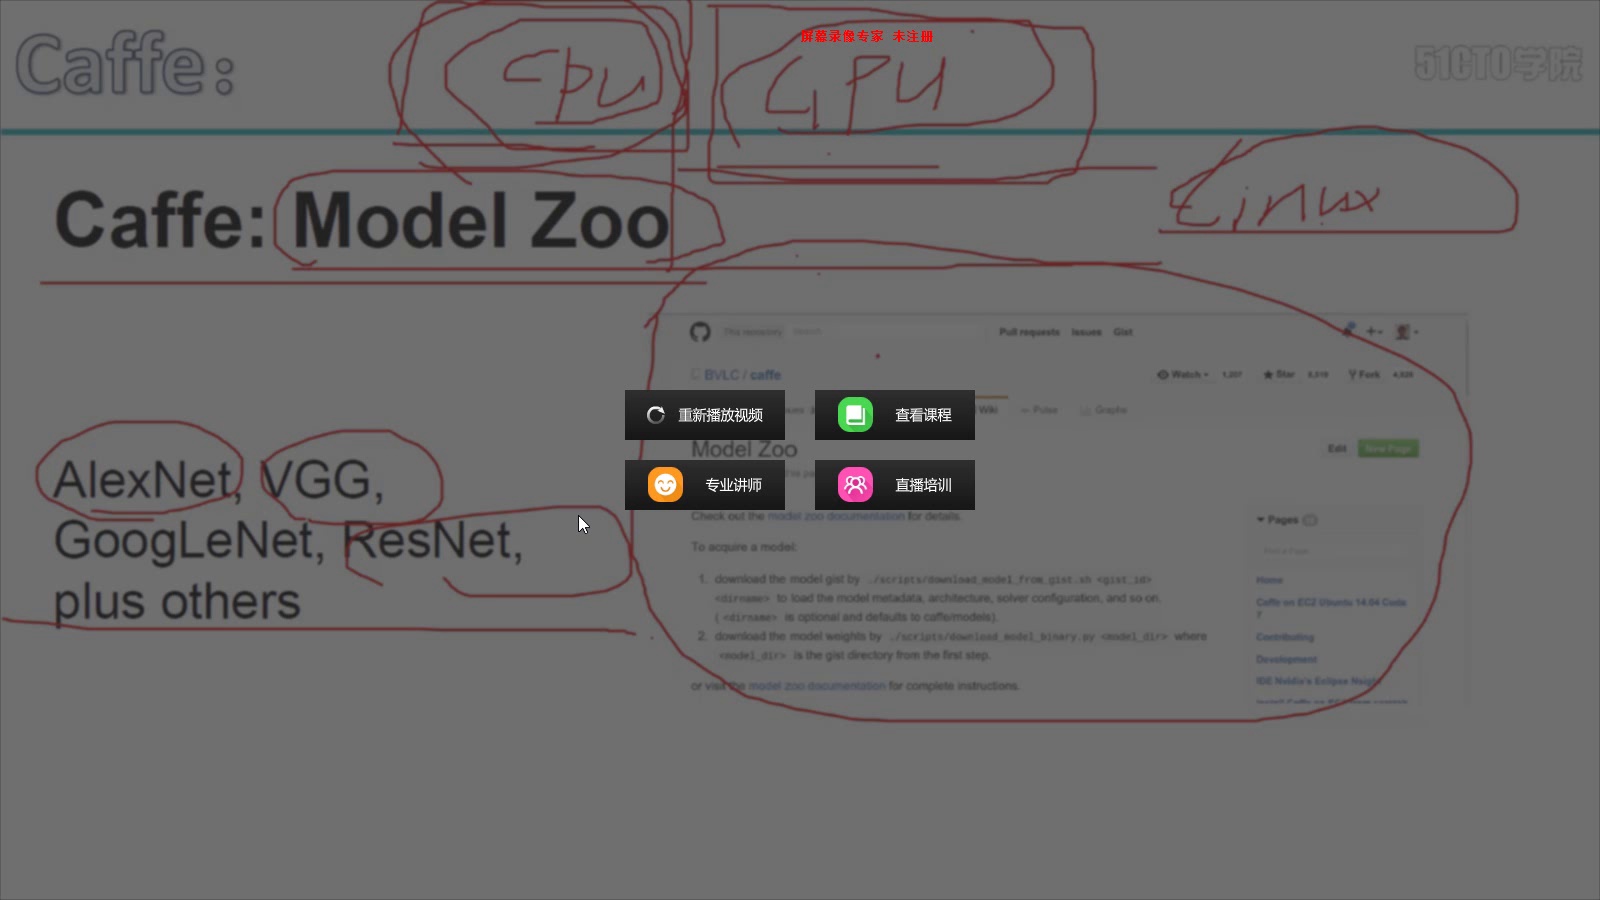 Caffe:
cpu
GPU
屏幕录像专家 未注册
51CTO学院
Linux
Caffe: Model Zoo
This repository Search
Pull requests Issues Gist
BVLC / caffe
Watch 1,207 Star Fork
Wiki Pulse Graphs
重新播放视频
查看课程
Model Zoo
Edit New Page
专业讲师
直播培训
AlexNet, VGG,
GoogLeNet, ResNet,
plus others
Check out the model zoo documentation for details.
To acquire a model:
1. download the model gist by ./scripts/download_model_from_gist.sh <gist_id>
<dirname> to load the model metadata, architecture, solver configuration, and so on.
( <dirname> is optional and defaults to caffe/models).
2. download the model weights by ./scripts/download_model_binary.py <model_dir> where
<model_dir> is the gist directory from the first step.
or visit the model zoo documentation for complete instructions.
Pages
Find a Page
Home
Caffe on EC2 Ubuntu 14.04 Cuda
7
Contributing
Development
IDE Nvidia's Eclipse Nsight